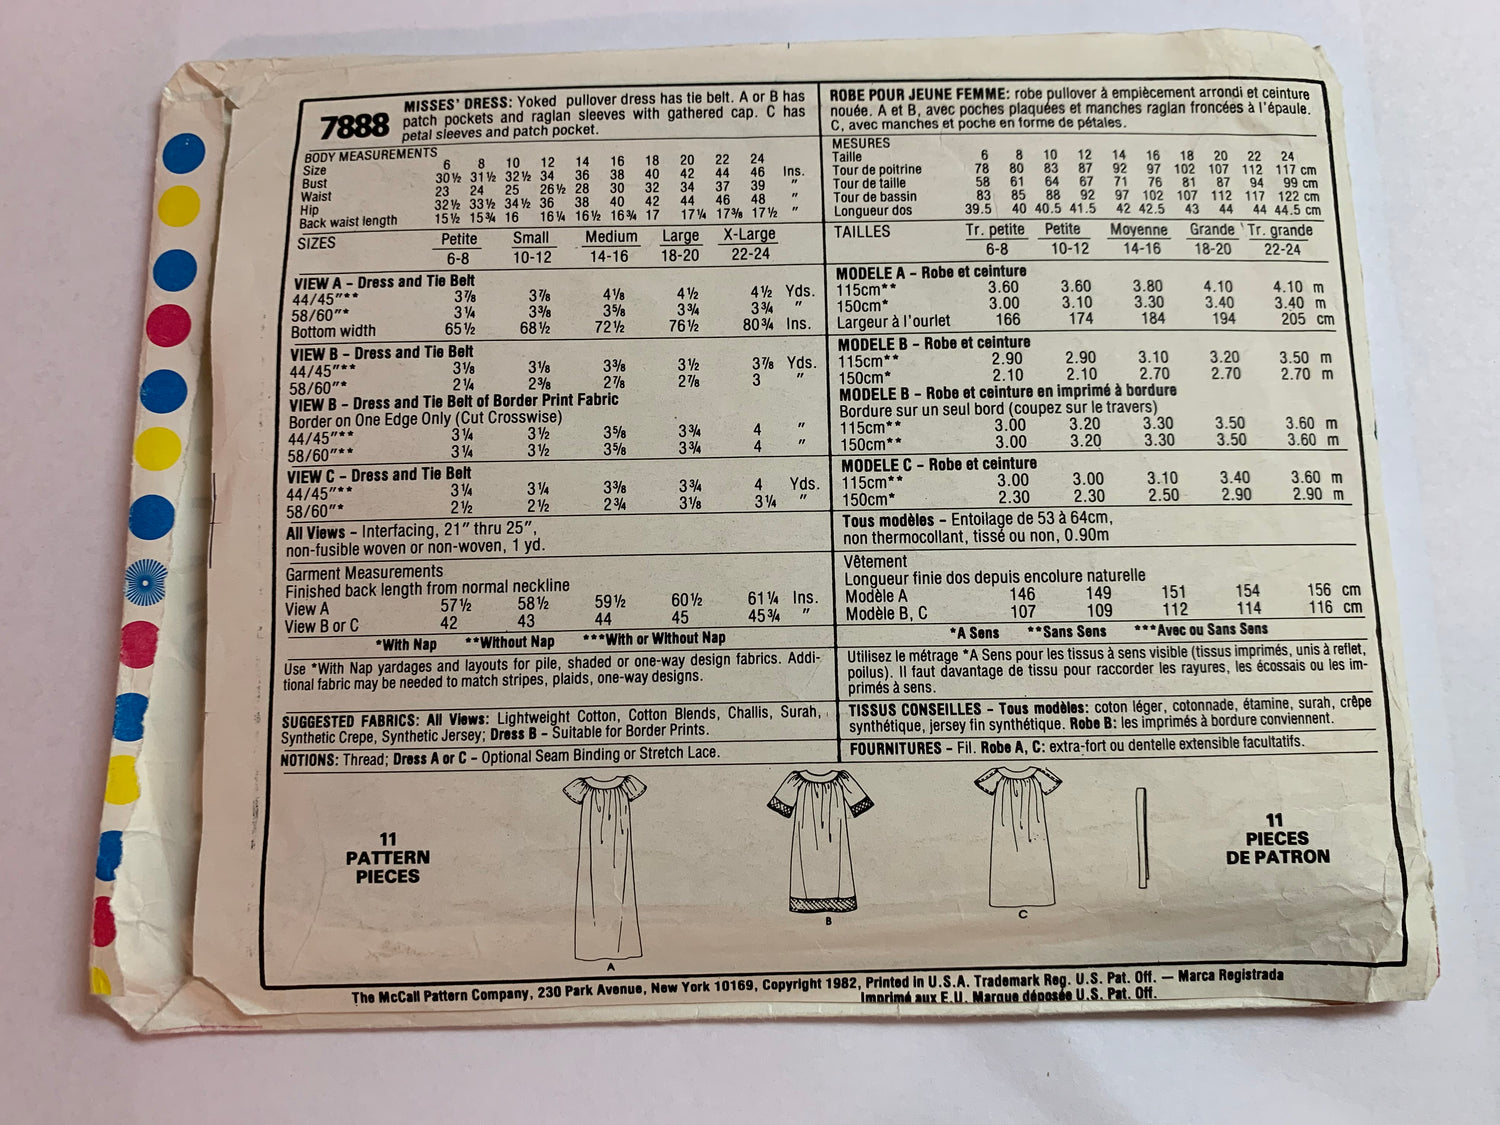 7888
MISSES' DRESS: Yoked pullover dress has tie belt. A or B has
patch pockets and raglan sleeves with gathered cap. C has
petal sleeves and patch pocket.
BODY MEASUREMENTS
Size 6 8 10 12 14 16 18 20 22 24
Bust 30½ 31½ 32½ 34 36 38 40 42 44 46 Ins.
Waist 23 24 25 26½ 28 30 32 34 37 39 "
Hip 32½ 33½ 34½ 36 38 40 42 44 46 48 "
Back waist length 15½ 15¾ 16 16¼ 16½ 16¾ 17 17¼ 17⅜ 17½ "
SIZES Petite Small Medium Large X-Large
6-8 10-12 14-16 18-20 22-24
VIEW A – Dress and Tie Belt
44/45"** 3⅞ 3⅞ 4⅛ 4½ 4½ Yds.
58/60"* 3¼ 3⅜ 3⅝ 3¾ 3¾ "
Bottom width 65½ 68½ 72½ 76½ 80¾ Ins.
VIEW B – Dress and Tie Belt
44/45"** 3⅛ 3⅛ 3⅜ 3½ 3⅞ Yds.
58/60"* 2¼ 2⅜ 2⅞ 2⅞ 3 "
VIEW B – Dress and Tie Belt of Border Print Fabric
Border on One Edge Only (Cut Crosswise)
44/45"** 3¼ 3½ 3⅝ 3¾ 4 "
58/60"** 3¼ 3½ 3⅝ 3¾ 4 "
VIEW C – Dress and Tie Belt
44/45"** 3¼ 3¼ 3⅜ 3¾ 4 Yds.
58/60"* 2½ 2½ 2¾ 3⅛ 3¼ "
All Views – Interfacing, 21" thru 25",
non-fusible woven or non-woven, 1 yd.
Garment Measurements
Finished back length from normal neckline
View A 57½ 58½ 59½ 60½ 61¼ Ins.
View B or C 42 43 44 45 45¾ "
*With Nap **Without Nap ***With or Without Nap
Use *With Nap yardages and layouts for pile, shaded or one-way design fabrics. Addi-
tional fabric may be needed to match stripes, plaids, one-way designs.
SUGGESTED FABRICS: All Views: Lightweight Cotton, Cotton Blends, Challis, Surah,
Synthetic Crepe, Synthetic Jersey; Dress B – Suitable for Border Prints.
NOTIONS: Thread; Dress A or C – Optional Seam Binding or Stretch Lace.
ROBE POUR JEUNE FEMME: robe pullover à empiècement arrondi et ceinture
nouée. A et B, avec poches plaquées et manches raglan froncées à l'épaule.
C, avec manches et poche en forme de pétales.
MESURES
Taille 6 8 10 12 14 16 18 20 22 24
Tour de poitrine 78 80 83 87 92 97 102 107 112 117 cm
Tour de taille 58 61 64 67 71 76 81 87 94 99 cm
Tour de bassin 83 85 88 92 97 102 107 112 117 122 cm
Longueur dos 39.5 40 40.5 41.5 42 42.5 43 44 44 44.5 cm
TAILLES Tr. petite Petite Moyenne Grande Tr. grande
6-8 10-12 14-16 18-20 22-24
MODELE A - Robe et ceinture
115cm** 3.60 3.60 3.80 4.10 4.10 m
150cm* 3.00 3.10 3.30 3.40 3.40 m
Largeur à l'ourlet 166 174 184 194 205 cm
MODELE B - Robe et ceinture
115cm** 2.90 2.90 3.10 3.20 3.50 m
150cm* 2.10 2.10 2.70 2.70 2.70 m
MODELE B - Robe et ceinture en imprimé à bordure
Bordure sur un seul bord (coupez sur le travers)
115cm** 3.00 3.20 3.30 3.50 3.60 m
150cm** 3.00 3.20 3.30 3.50 3.60 m
MODELE C - Robe et ceinture
115cm** 3.00 3.00 3.10 3.40 3.60 m
150cm* 2.30 2.30 2.50 2.90 2.90 m
Tous modèles – Entoilage de 53 à 64cm,
non thermocollant, tissé ou non, 0.90m
Vêtement
Longueur finie dos depuis encolure naturelle
Modèle A 146 149 151 154 156 cm
Modèle B, C 107 109 112 114 116 cm
*A Sens **Sans Sens ***Avec ou Sans Sens
Utilisez le métrage *A Sens pour les tissus à sens visible (tissus imprimés, unis à reflet,
poilus). Il faut davantage de tissu pour raccorder les rayures, les écossais ou les im-
primés à sens.
TISSUS CONSEILLES – Tous modèles: coton léger, cotonnade, étamine, surah, crêpe
synthétique, jersey fin synthétique. Robe B: les imprimés à bordure conviennent.
FOURNITURES – Fil. Robe A, C: extra-fort ou dentelle extensible facultatifs.
11
PATTERN
PIECES
A
B
C
11
PIECES
DE PATRON
The McCall Pattern Company, 230 Park Avenue, New York 10169, Copyright 1982, Printed in U.S.A. Trademark Reg. U.S. Pat. Off. — Marca Registrada
Imprimé aux E.U. Marque déposée U.S. Pat. Off.